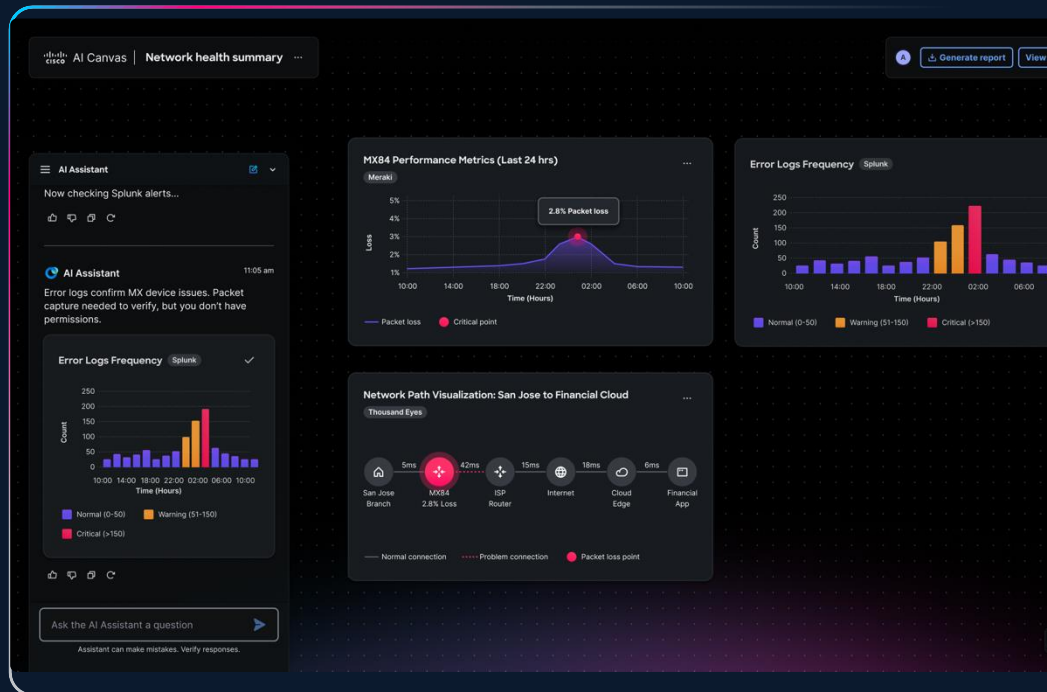 CISCO AI Canvas | Network health summary ...
A Generate report View
AI Assistant
Now checking Splunk alerts...
AI Assistant 11:05 am
Error logs confirm MX device issues. Packet
capture needed to verify, but you don't have
permissions.
Error Logs Frequency Splunk
250
200
150
100
50
0
Count
10:00 14:00 18:00 22:00 02:00 06:00 10:00
Time (Hours)
Normal (0-50) Warning (51-150)
Critical (>150)
Ask the AI Assistant a question
Assistant can make mistakes. Verify responses.
MX84 Performance Metrics (Last 24 hrs) ...
Meraki
5%
4%
3%
2%
1%
Loss
2.8% Packet loss
10:00 14:00 18:00 22:00 02:00 06:00 10:00
Time (Hours)
Packet loss Critical point
Error Logs Frequency Splunk
250
200
150
100
50
0
Count
10:00 14:00 18:00 22:00 02:00 06:00
Time (Hours)
Normal (0-50) Warning (51-150) Critical (>150)
Network Path Visualization: San Jose to Financial Cloud ...
Thousand Eyes
5ms 42ms 15ms 18ms 6ms
San Jose MX84 ISP Internet Cloud Financial
Branch 2.8% Loss Router Edge App
Normal connection Problem connection Packet loss point